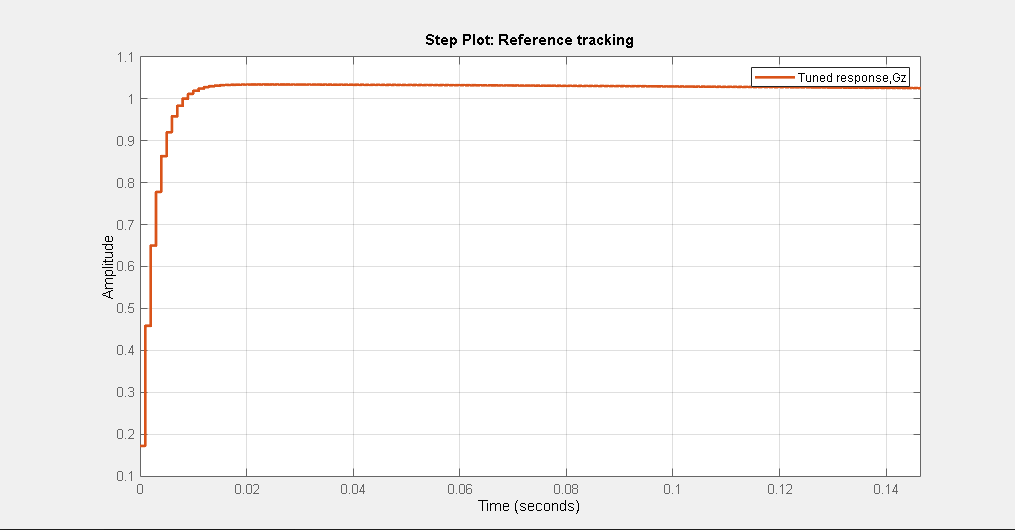 Step Plot: Reference tracking
Tuned response,Gz
1.1
1
0.9
0.8
0.7
0.6
0.5
0.4
0.3
0.2
0.1
Amplitude
0 0.02 0.04 0.06 0.08 0.1 0.12 0.14
Time (seconds)